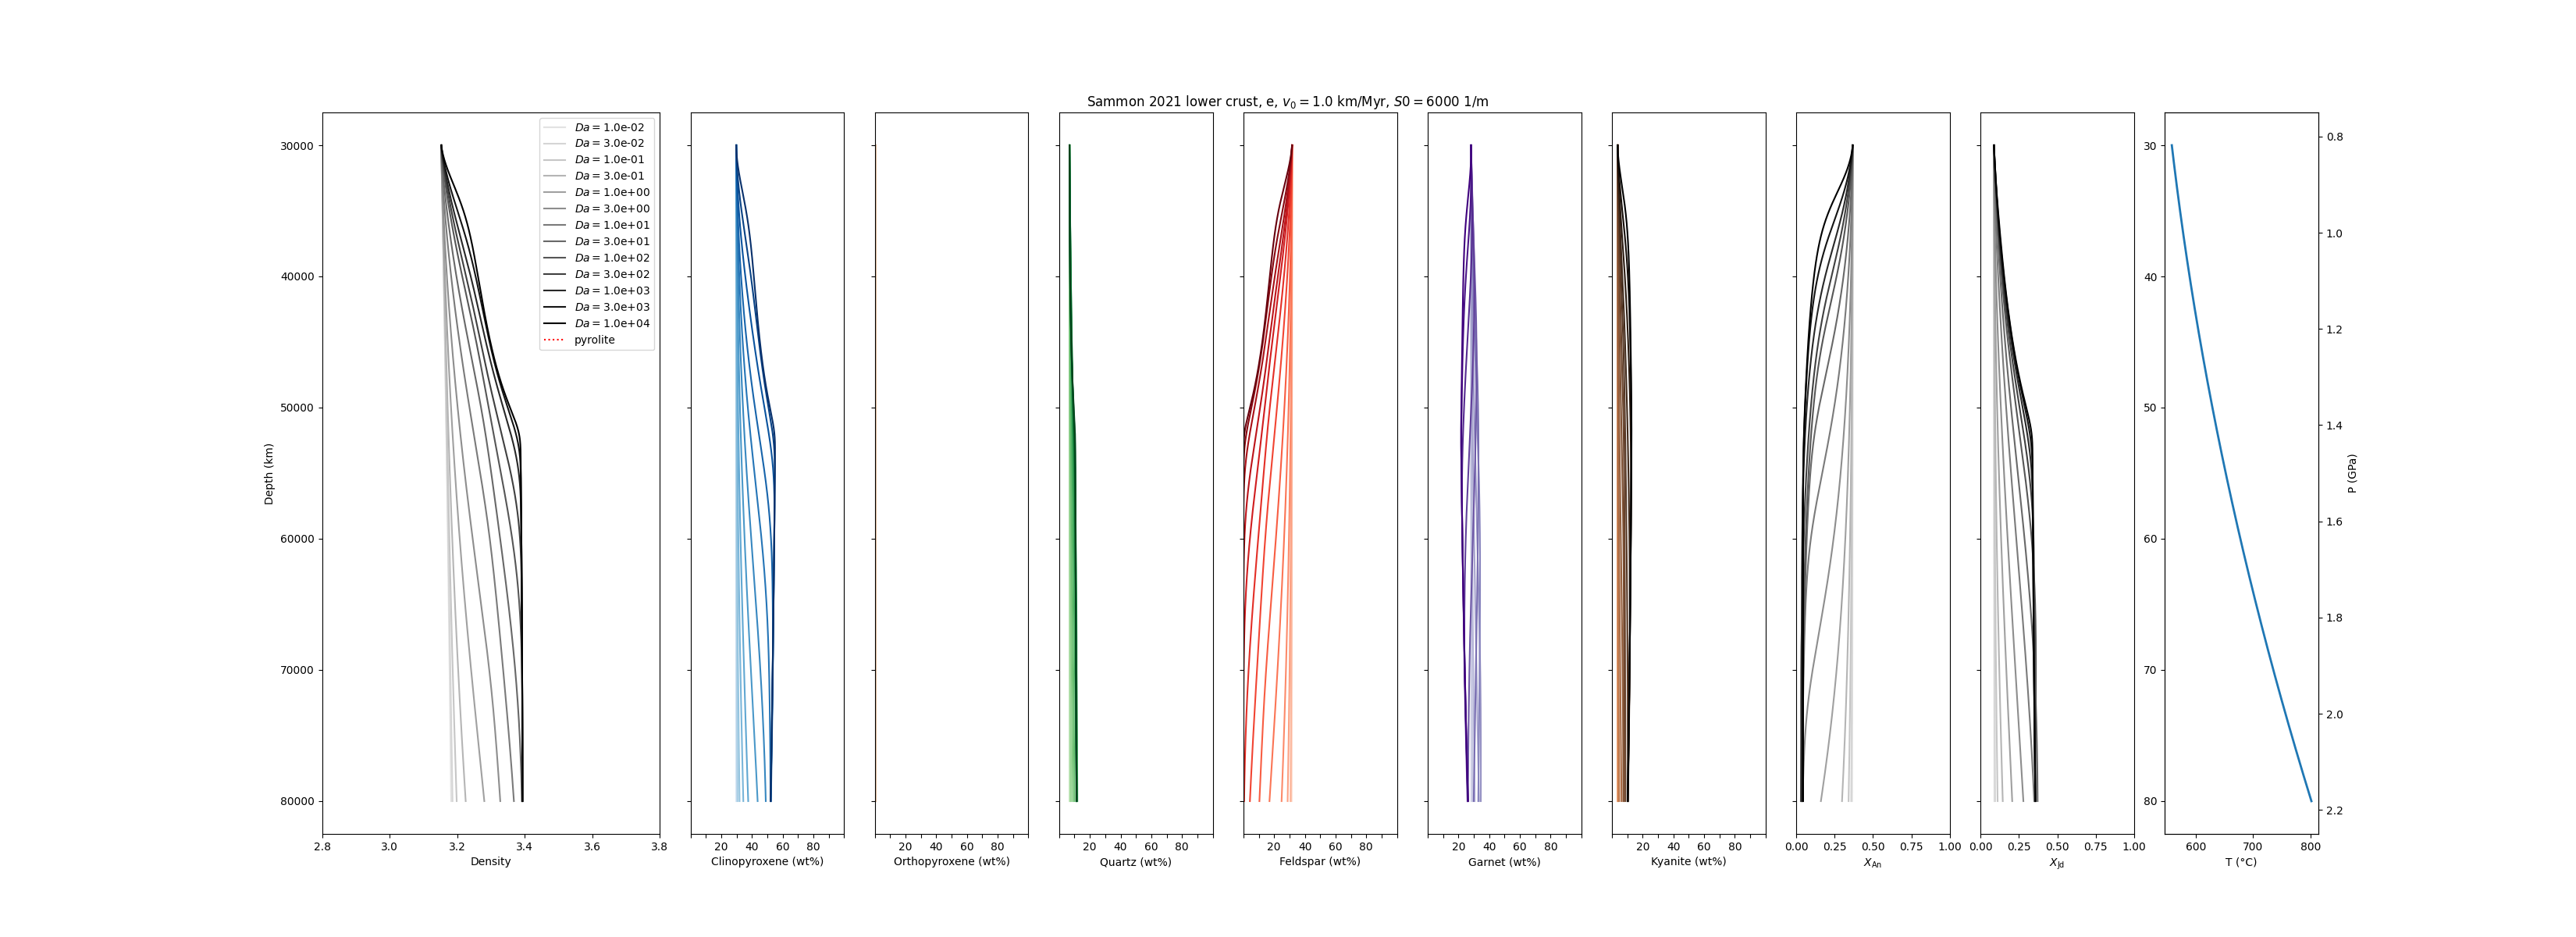 Sammon 2021 lower crust, e, v₀ = 1.0 km/Myr, S0 = 6000 1/m
Da = 1.0e-02
Da = 3.0e-02
Da = 1.0e-01
Da = 3.0e-01
Da = 1.0e+00
Da = 3.0e+00
Da = 1.0e+01
Da = 3.0e+01
Da = 1.0e+02
Da = 3.0e+02
Da = 1.0e+03
Da = 3.0e+03
Da = 1.0e+04
pyrolite
Depth (km)
30000
40000
50000
60000
70000
80000
2.8 3.0 3.2 3.4 3.6 3.8
Density
20 40 60 80
Clinopyroxene (wt%)
20 40 60 80
Orthopyroxene (wt%)
20 40 60 80
Quartz (wt%)
20 40 60 80
Feldspar (wt%)
20 40 60 80
Garnet (wt%)
20 40 60 80
Kyanite (wt%)
0.00 0.25 0.50 0.75 1.00
X_An
0.00 0.25 0.50 0.75 1.00
X_Jd
30
40
50
60
70
80
600 700 800
T (°C)
0.8
1.0
1.2
1.4
1.6
1.8
2.0
2.2
P (GPa)